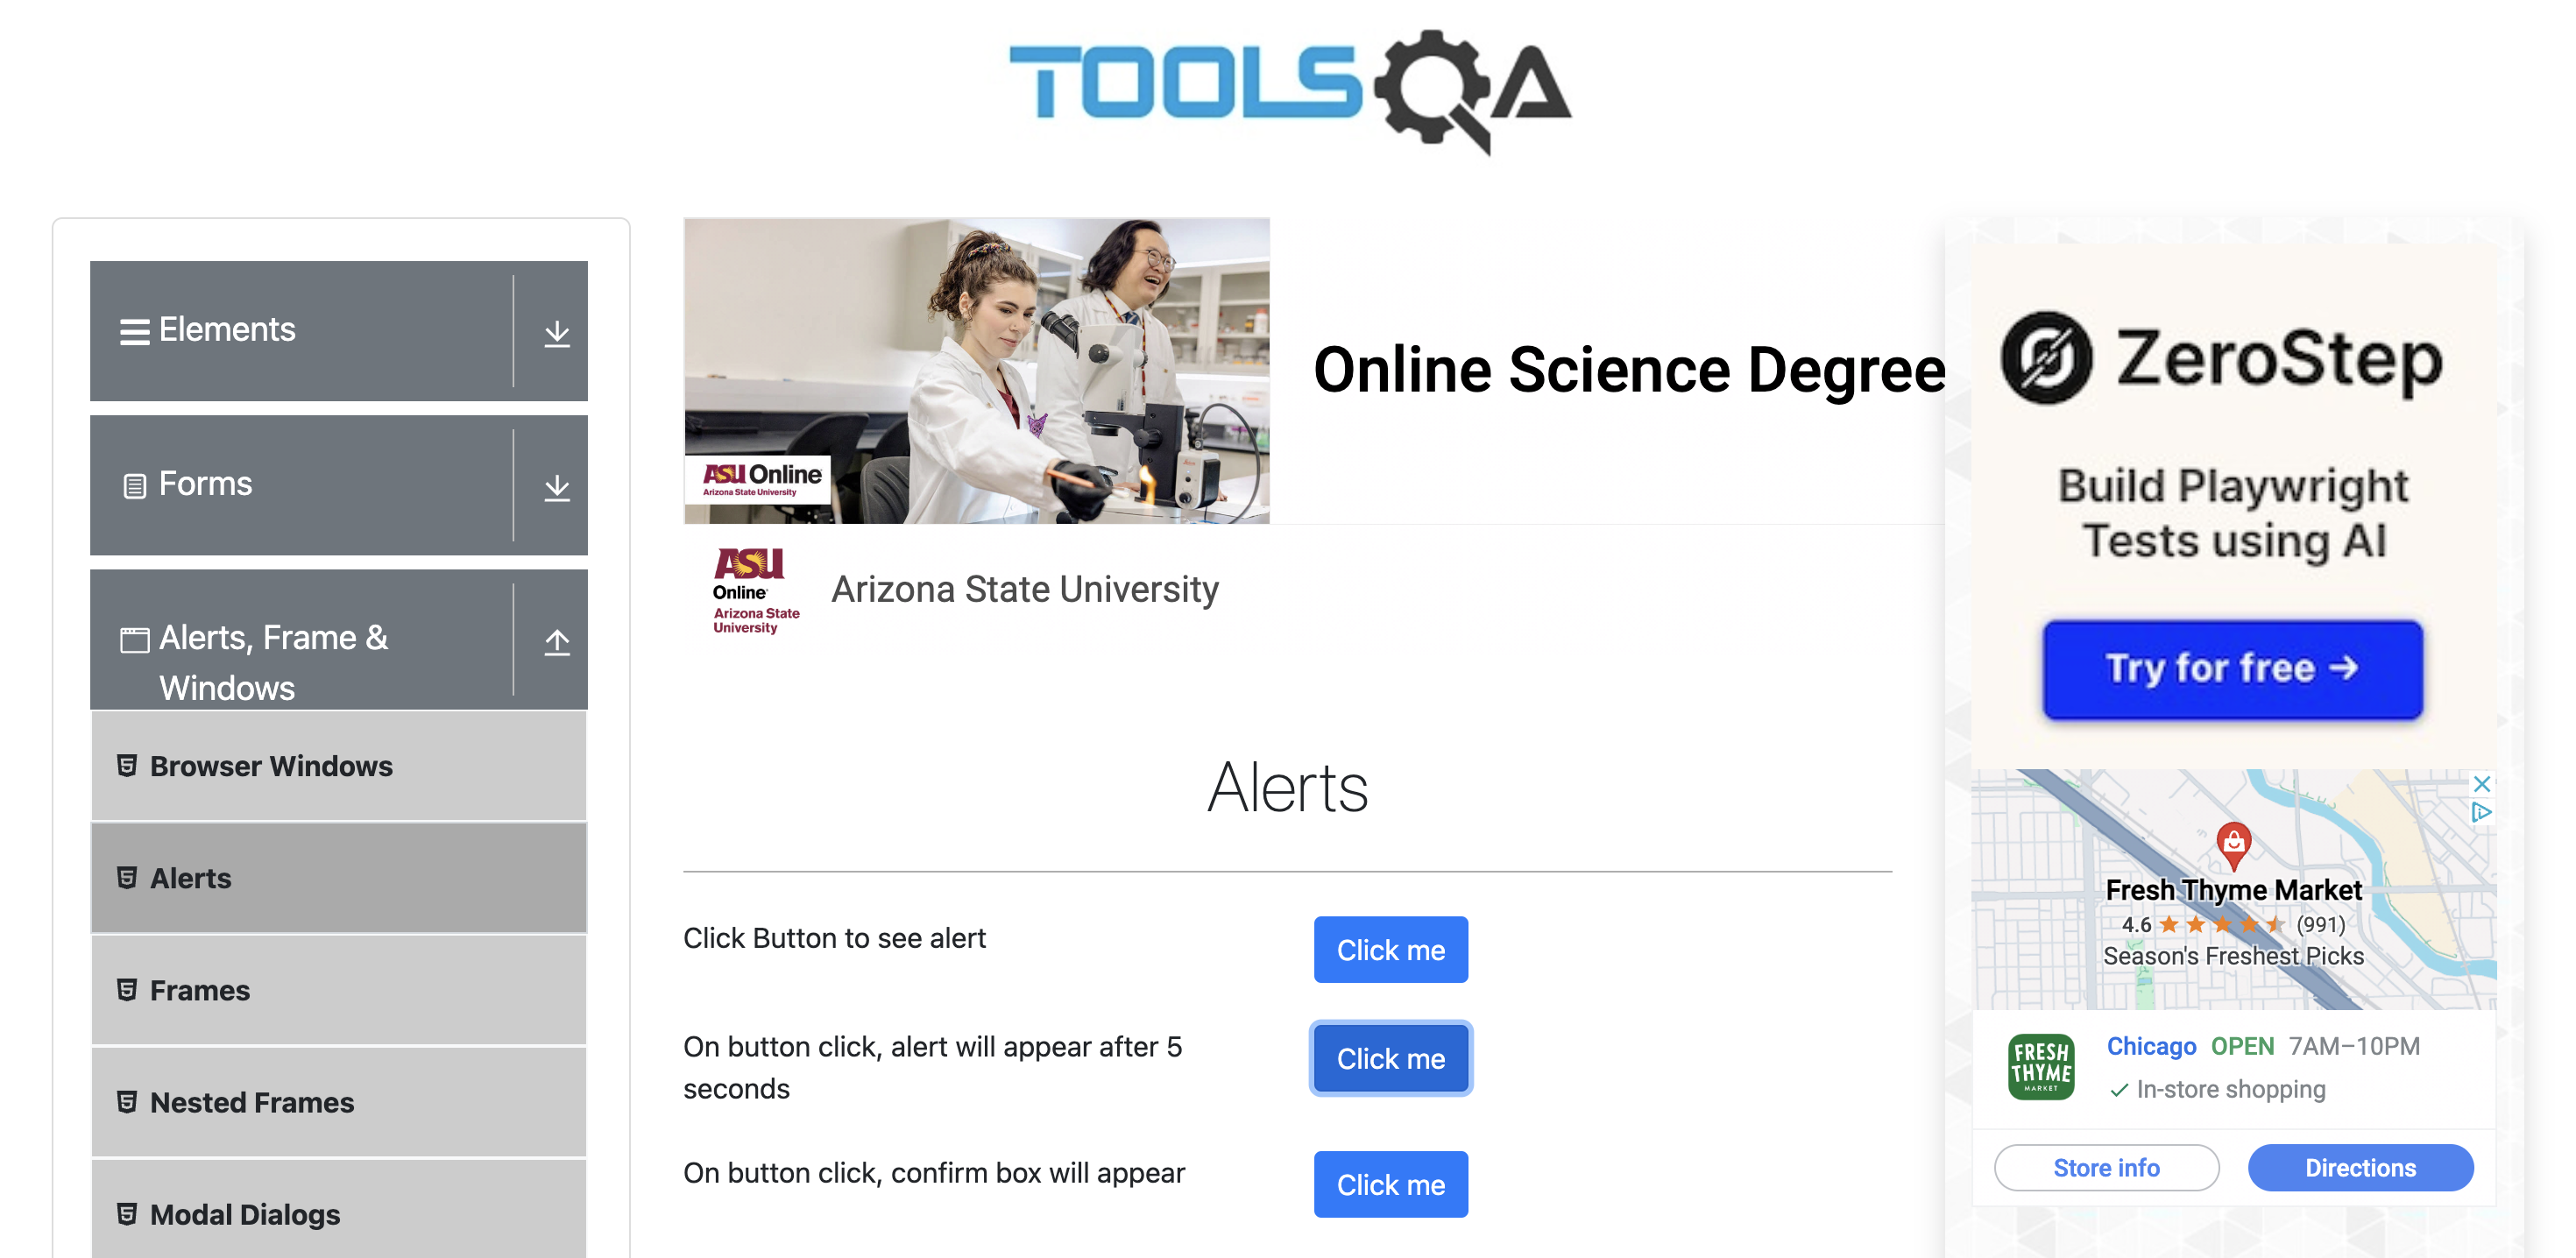 TOOLSQA
Elements
Forms
Alerts, Frame &
Windows
Browser Windows
Alerts
Frames
Nested Frames
Modal Dialogs
ASU Online
Arizona State University
Online Science Degree
ASU
Online
Arizona State
University
Arizona State University
Alerts
Click Button to see alert
Click me
On button click, alert will appear after 5
seconds
Click me
On button click, confirm box will appear
Click me
ZeroStep
Build Playwright
Tests using AI
Try for free →
Fresh Thyme Market
4.6 ★★★★★ (991)
Season's Freshest Picks
FRESH
THYME
MARKET
Chicago OPEN 7AM–10PM
✓ In-store shopping
Store info
Directions